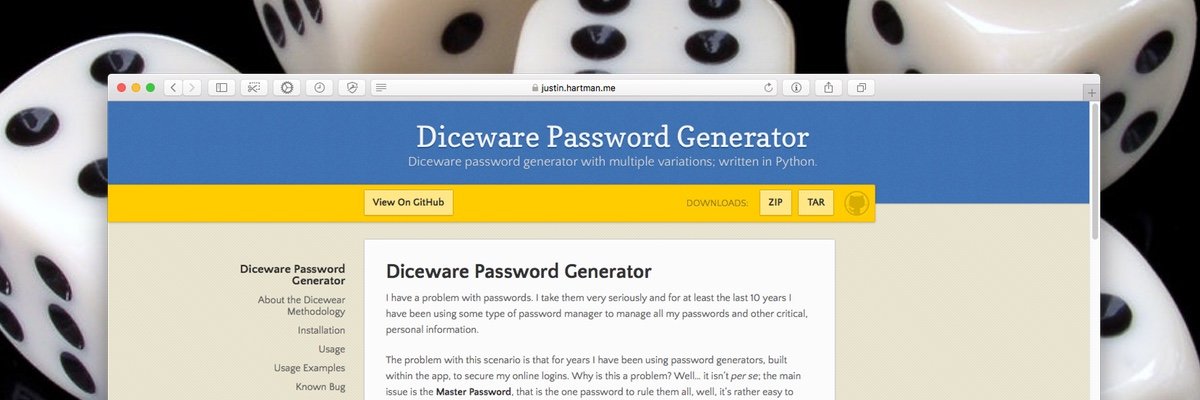 justin.hartman.me
Diceware Password Generator
Diceware password generator with multiple variations; written in Python.
View On GitHub
DOWNLOADS:
ZIP
TAR
Diceware Password
Generator
About the Dicewear
Methodology
Installation
Usage
Usage Examples
Known Bug
Diceware Password Generator
I have a problem with passwords. I take them very seriously and for at least the last 10 years I
have been using some type of password manager to manage all my passwords and other critical,
personal information.
The problem with this scenario is that for years I have been using password generators, built
within the app, to secure my online logins. Why is this a problem? Well... it isn't per se; the main
issue is the Master Password, that is the one password to rule them all, well, it's rather easy to